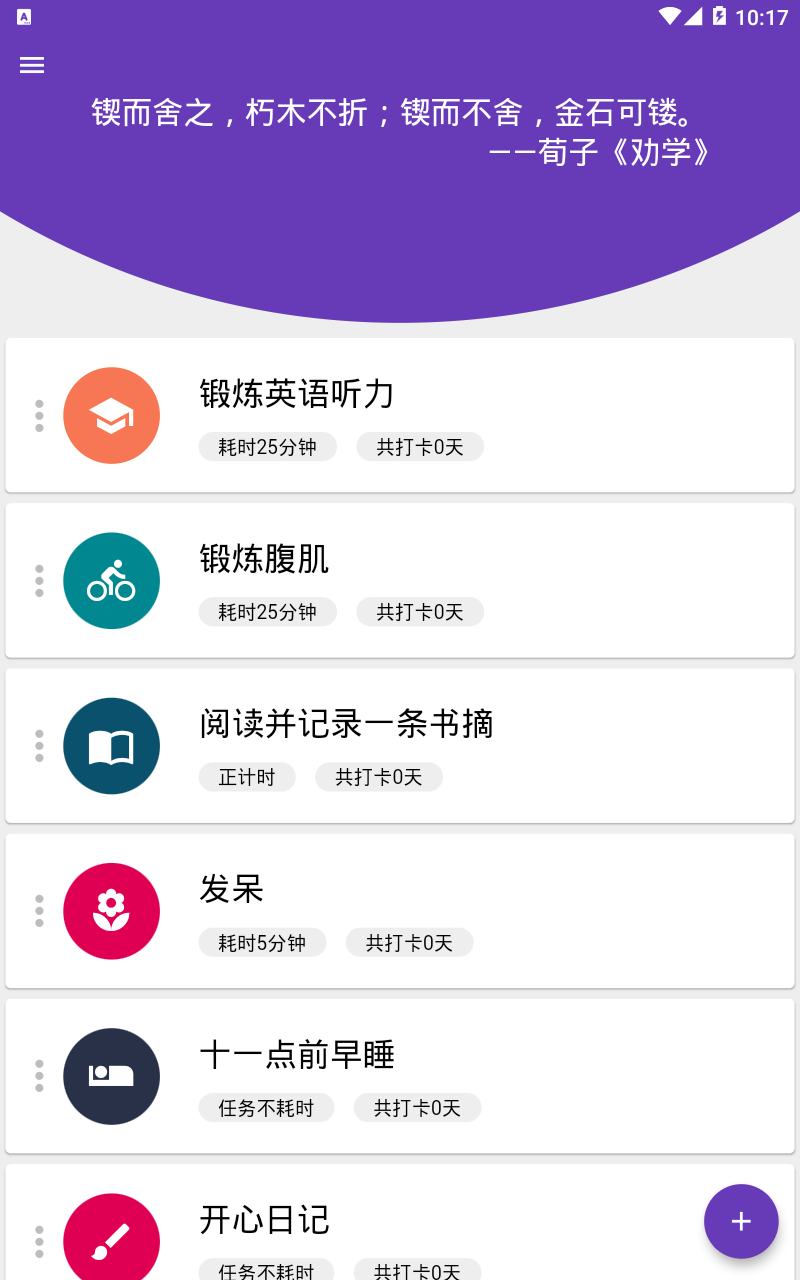 10:17
锲而舍之，朽木不折；锲而不舍，金石可镂。
——荀子《劝学》
锻炼英语听力
耗时25分钟 共打卡0天
锻炼腹肌
耗时25分钟 共打卡0天
阅读并记录一条书摘
正计时 共打卡0天
发呆
耗时5分钟 共打卡0天
十一点前早睡
任务不耗时 共打卡0天
开心日记
任务不耗时 共打卡0天